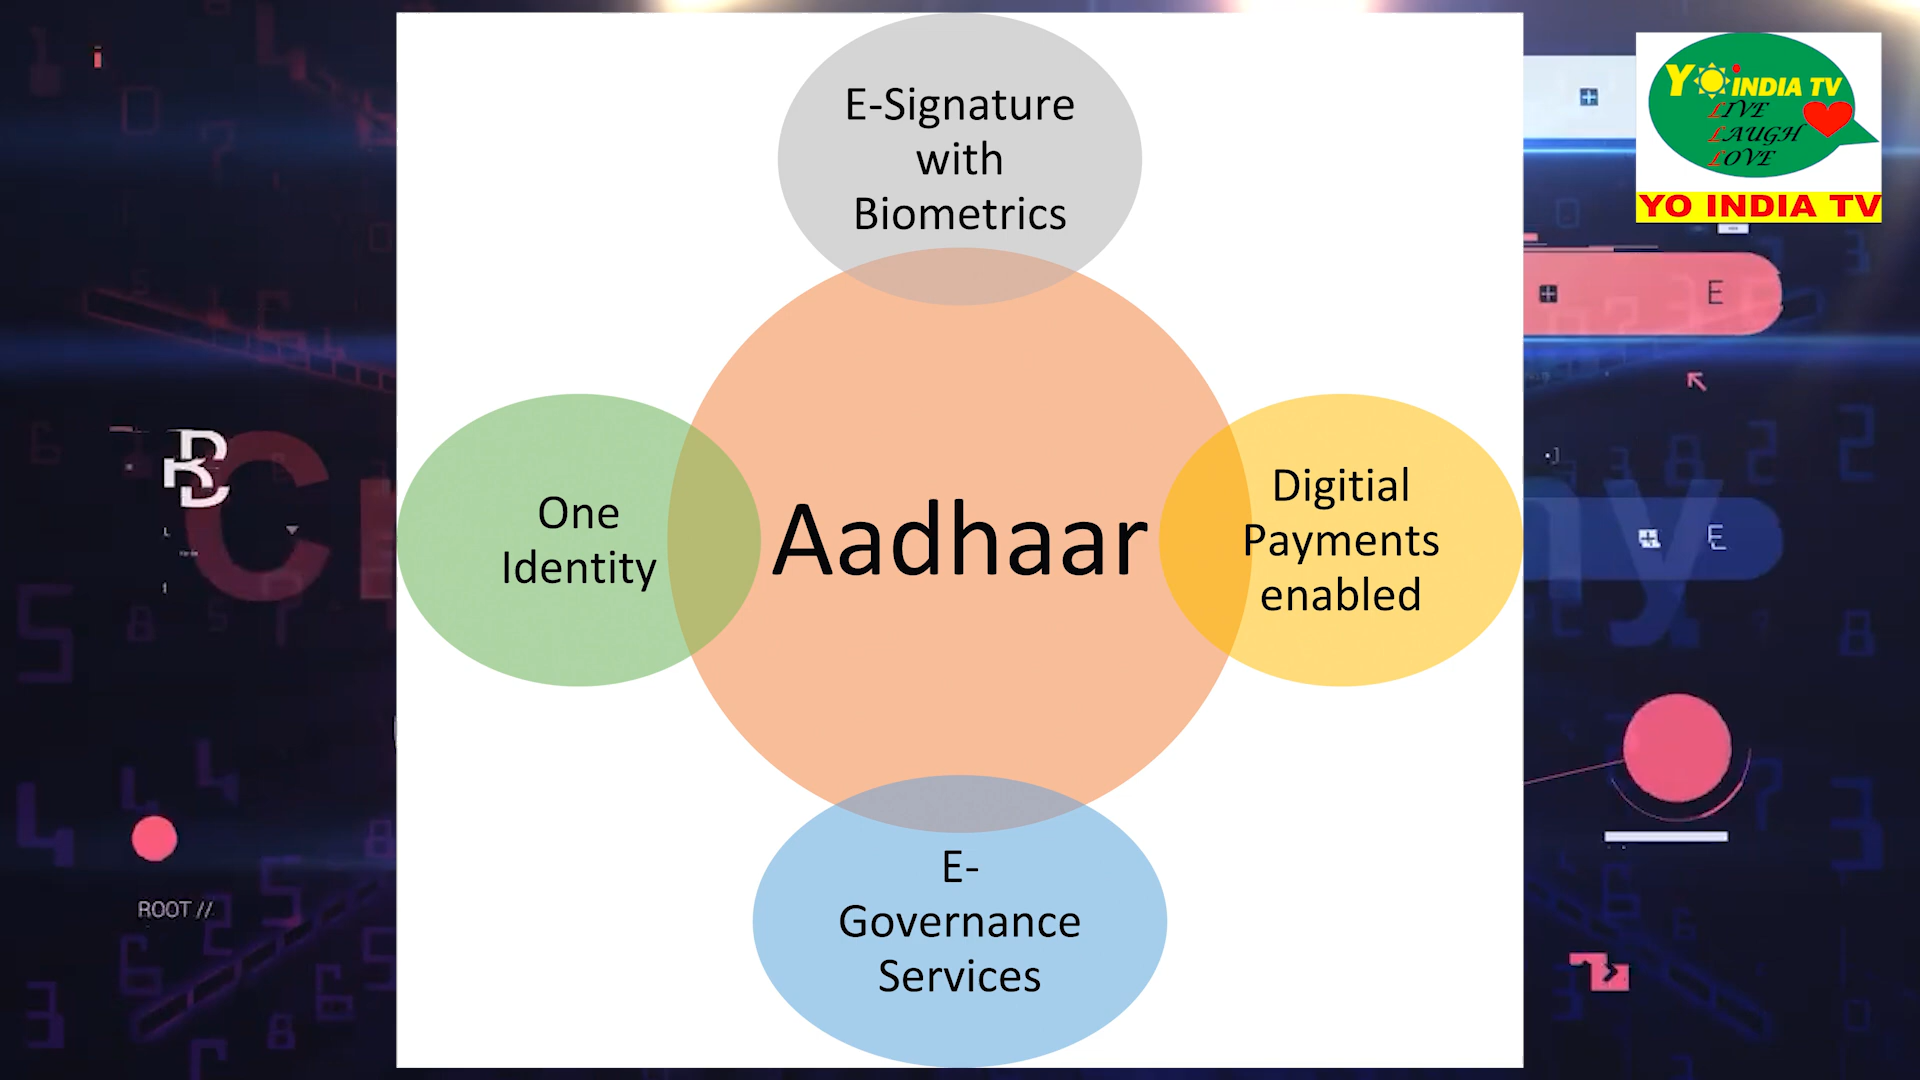 E-Signature
with
Biometrics
One
Identity
Aadhaar
Digitial
Payments
enabled
E-
Governance
Services
YO INDIA TV
LIVE
LAUGH
LOVE
YO INDIA TV
E
E
ROOT //